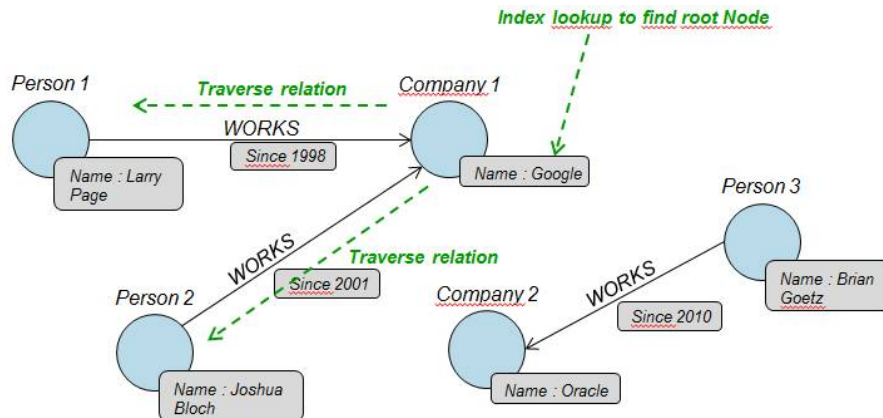 Index lookup to find root Node
Person 1
Traverse relation
Company 1
WORKS
Since 1998
Name : Larry
Page
Name : Google
Person 3
WORKS
Traverse relation
Since 2001
Person 2
Company 2
WORKS
Name : Brian
Goetz
Since 2010
Name : Joshua
Bloch
Name : Oracle